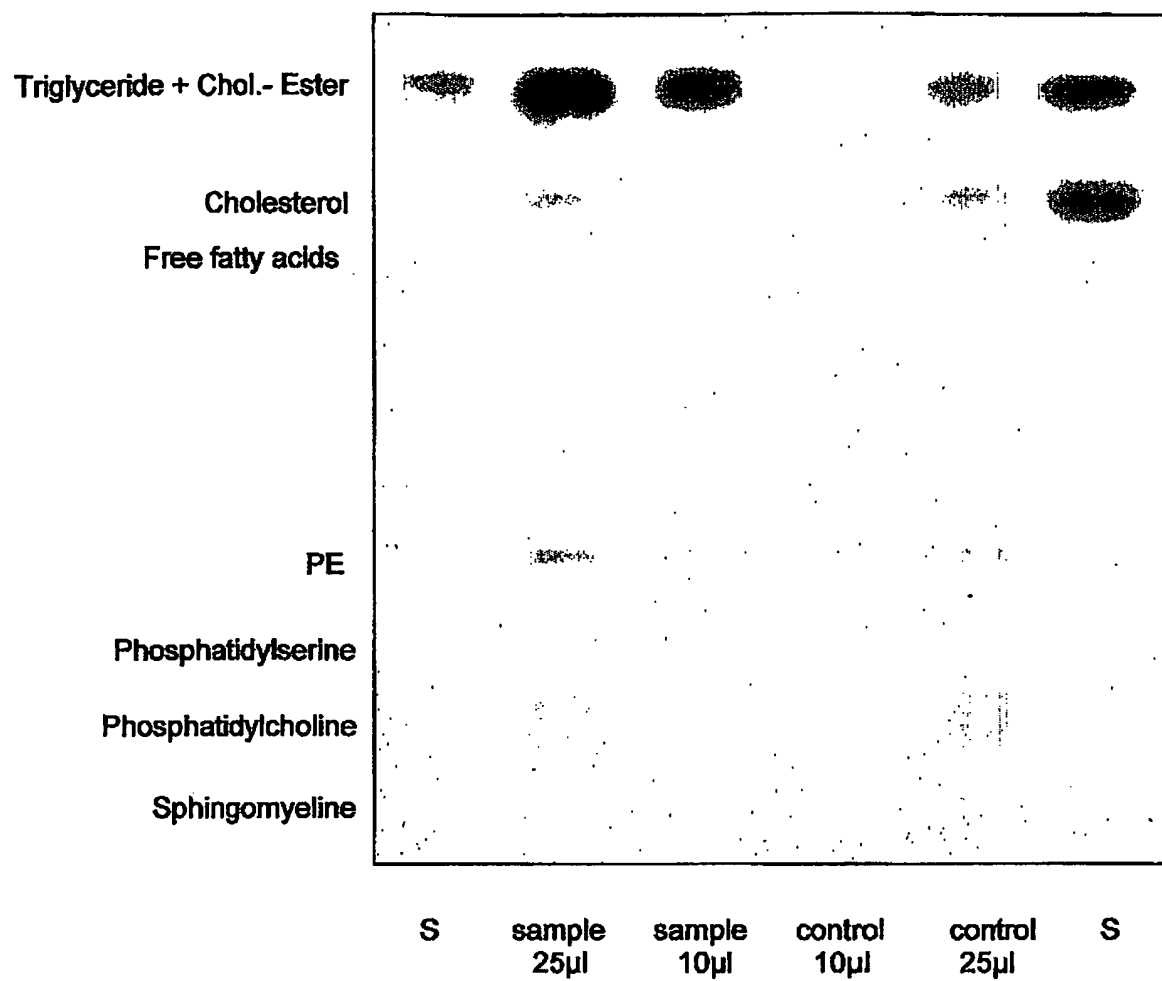 Triglyceride + Chol.- Ester
Cholesterol
Free fatty acids
PE
Phosphatidylserine
Phosphatidylcholine
Sphingomyeline
S sample sample control control S
25µl 10µl 10µl 25µl